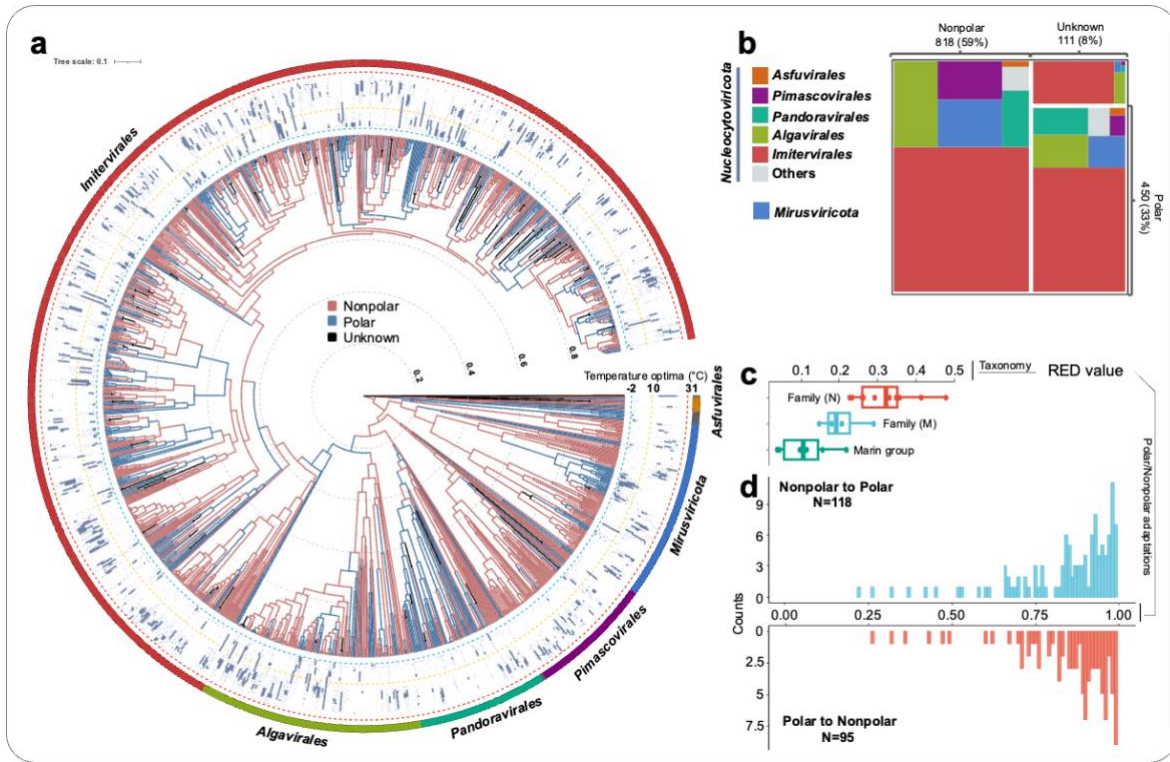 a
Tree scale: 0.1
Imitervirales
Nonpolar
Polar
Unknown
0.2
0.4
0.6
0.8
Temperature optima (°C)
-2 10 31
Asfuvirales
Mirusviricota
Pimascovirales
Pandoravirales
Algavirales
b
Nucleocytoviricota
Asfuvirales
Pimascovirales
Pandoravirales
Algavirales
Imitervirales
Others
Mirusviricota
Nonpolar
818 (59%)
Unknown
111 (8%)
Polar
450 (33%)
c
0.1 0.2 0.3 0.4 0.5
Taxonomy
RED value
Family (N)
Family (M)
Marin group
Polar/Nonpolar adaptations
d
Nonpolar to Polar
N=118
9
6
3
0
0.00 0.25 0.50 0.75 1.00
Counts
0
2.5
5
7.5
Polar to Nonpolar
N=95